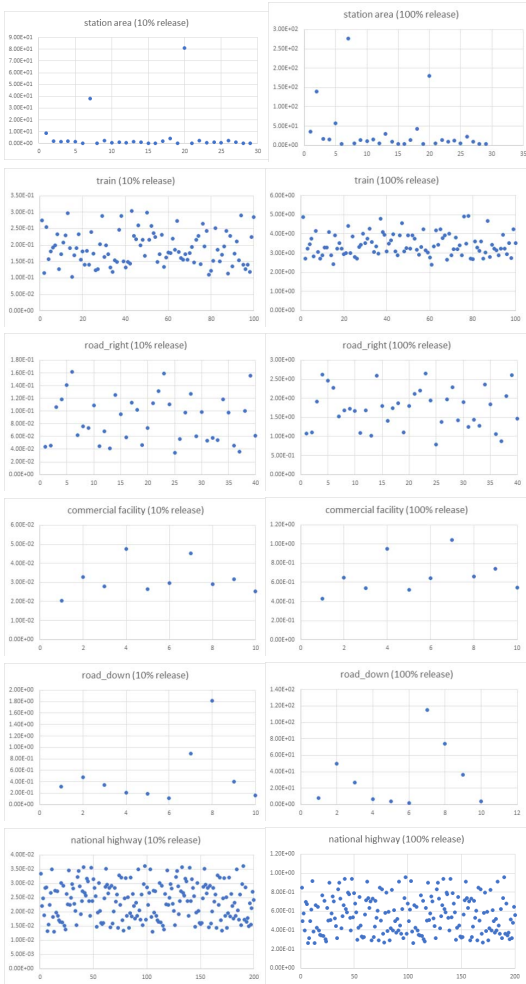 station area (10% release)
9.00E+01
8.00E+01
7.00E+01
6.00E+01
5.00E+01
4.00E+01
3.00E+01
2.00E+01
1.00E+01
0.00E+00
0 5 10 15 20 25 30
station area (100% release)
3.00E+02
2.50E+02
2.00E+02
1.50E+02
1.00E+02
5.00E+01
0.00E+00
0 5 10 15 20 25 30 35
train (10% release)
3.50E-01
3.00E-01
2.50E-01
2.00E-01
1.50E-01
1.00E-01
5.00E-02
0.00E+00
0 20 40 60 80 100
train (100% release)
6.00E+00
5.00E+00
4.00E+00
3.00E+00
2.00E+00
1.00E+00
0.00E+00
0 20 40 60 80 100
road_right (10% release)
1.80E-01
1.60E-01
1.40E-01
1.20E-01
1.00E-01
8.00E-02
6.00E-02
4.00E-02
2.00E-02
0.00E+00
0 10 20 30 40
road_right (100% release)
3.00E+00
2.50E+00
2.00E+00
1.50E+00
1.00E+00
5.00E-01
0.00E+00
0 5 10 15 20 25 30 35 40
commercial facility (10% release)
6.00E-02
5.00E-02
4.00E-02
3.00E-02
2.00E-02
1.00E-02
0.00E+00
0 2 4 6 8 10
commercial facility (100% release)
1.20E+00
1.00E+00
8.00E-01
6.00E-01
4.00E-01
2.00E-01
0.00E+00
0 2 4 6 8 10
road_down (10% release)
2.00E+00
1.80E+00
1.60E+00
1.40E+00
1.20E+00
1.00E+00
8.00E-01
6.00E-01
4.00E-01
2.00E-01
0.00E+00
0 2 4 6 8 10
road_down (100% release)
1.40E+02
1.20E+02
1.00E+02
8.00E+01
6.00E+01
4.00E+01
2.00E+01
0.00E+00
0 2 4 6 8 10 12
national highway (10% release)
4.00E-02
3.50E-02
3.00E-02
2.50E-02
2.00E-02
1.50E-02
1.00E-02
5.00E-03
0.00E+00
0 50 100 150 200
national highway (100% release)
1.20E+00
1.00E+00
8.00E-01
6.00E-01
4.00E-01
2.00E-01
0.00E+00
0 50 100 150 200